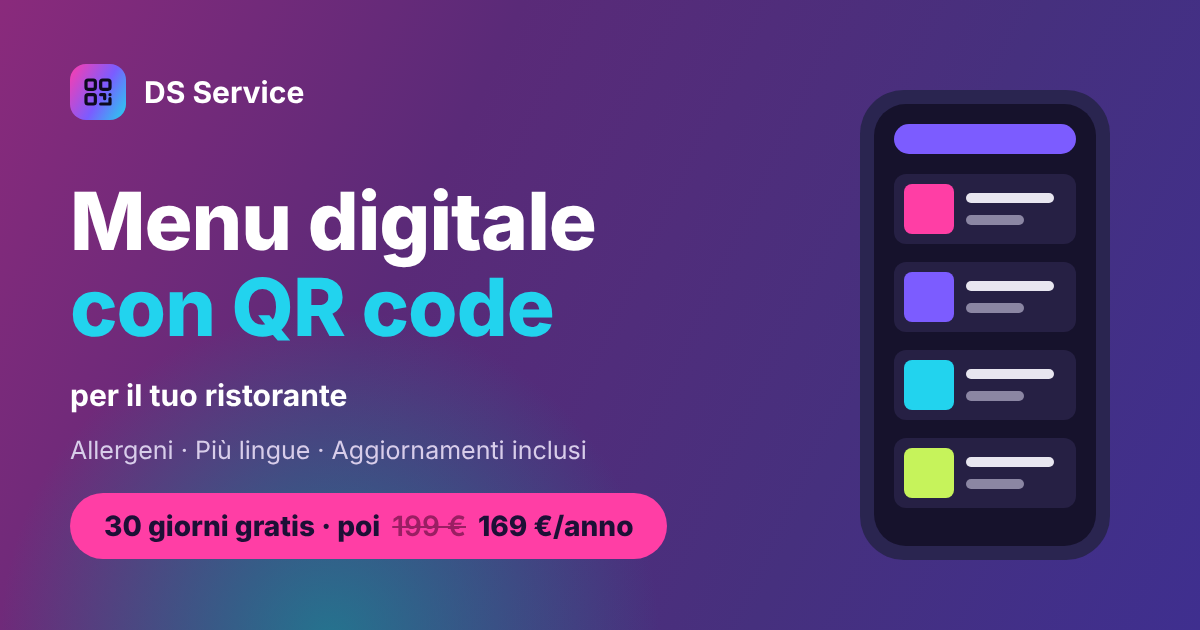 DS Service
Menu digitale
con QR code
per il tuo ristorante
Allergeni · Più lingue · Aggiornamenti inclusi
30 giorni gratis · poi 199 € 169 €/anno